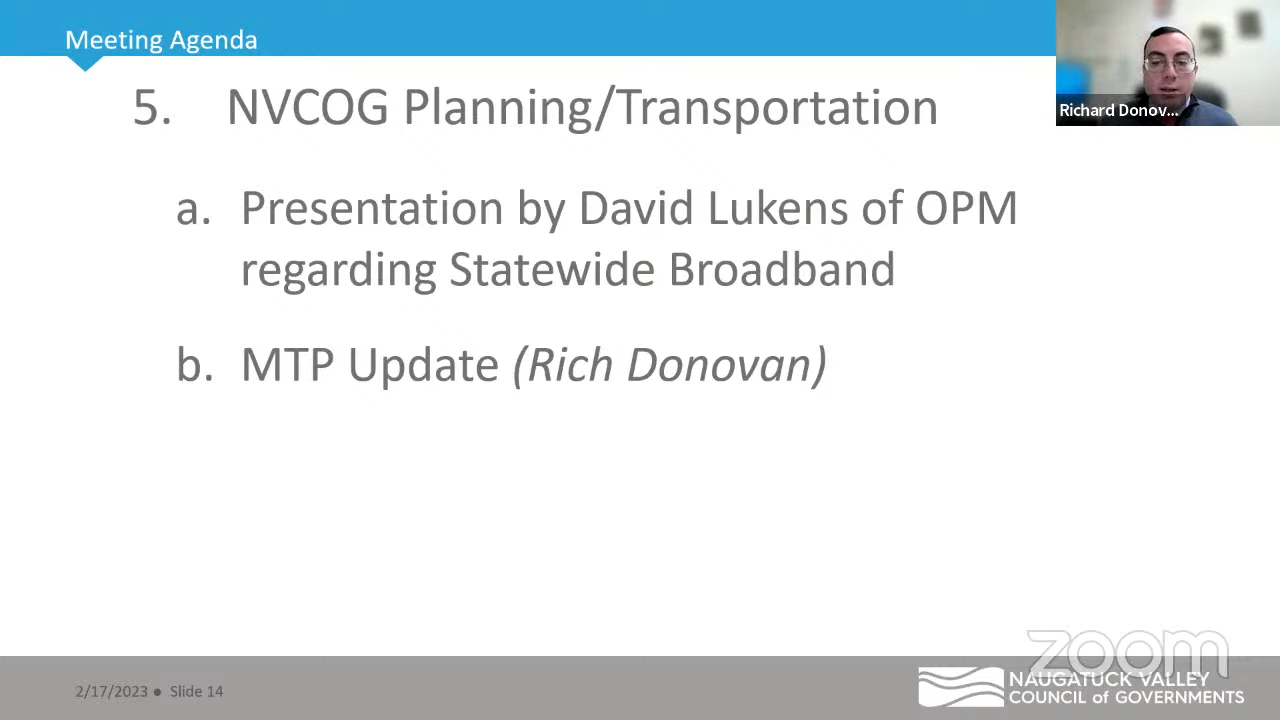 Meeting Agenda
5. NVCOG Planning/Transportation
Richard Donov...
a. Presentation by David Lukens of OPM
regarding Statewide Broadband
b. MTP Update (Rich Donovan)
zoom
2/17/2023 ● Slide 14
NAUGATUCK VALLEY
COUNCIL of GOVERNMENTS